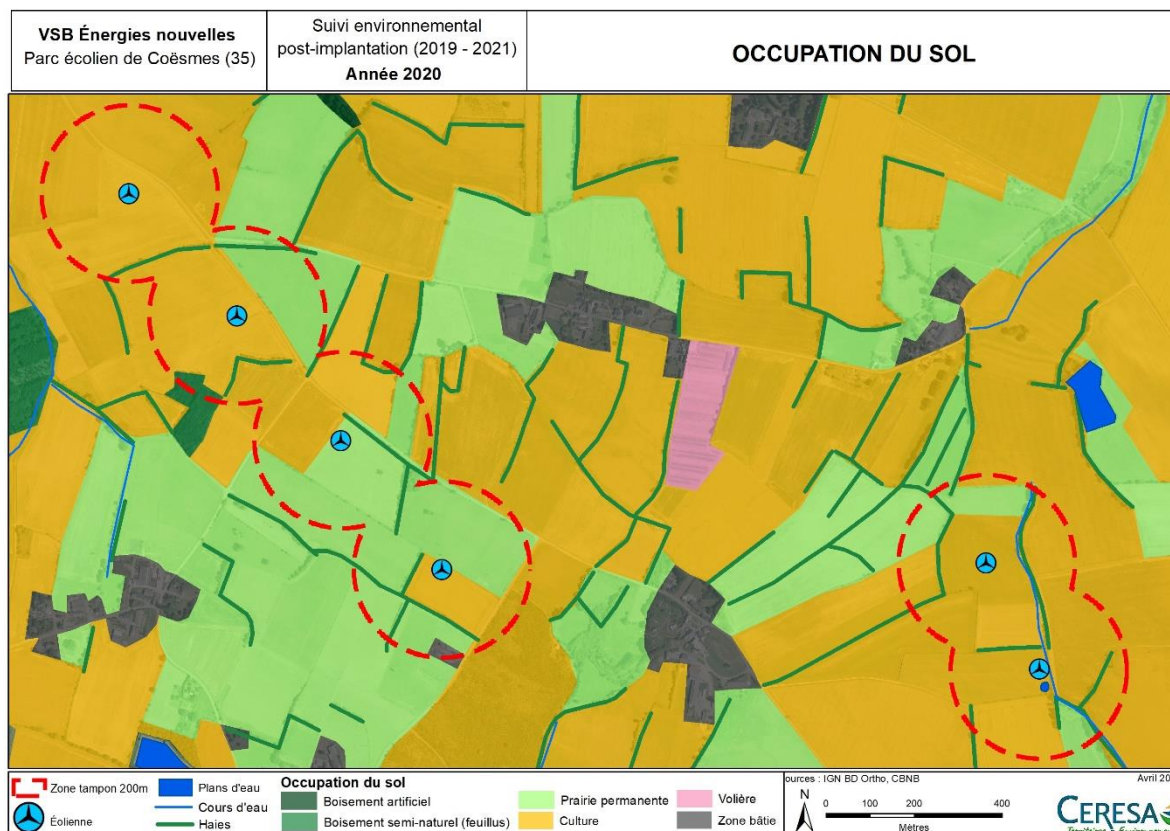 VSB Énergies nouvelles
Parc écolien de Coësmes (35)
Suivi environnemental
post-implantation (2019 - 2021)
Année 2020
OCCUPATION DU SOL
Zone tampon 200m
Éolienne
Plans d'eau
Cours d'eau
Haies
Occupation du sol
Boisement artificiel
Boisement semi-naturel (feuillus)
Prairie permanente
Culture
Volière
Zone bâtie
ources : IGN BD Ortho, CBNB
Avril 20
N
0 100 200 400
Mètres
CERESA